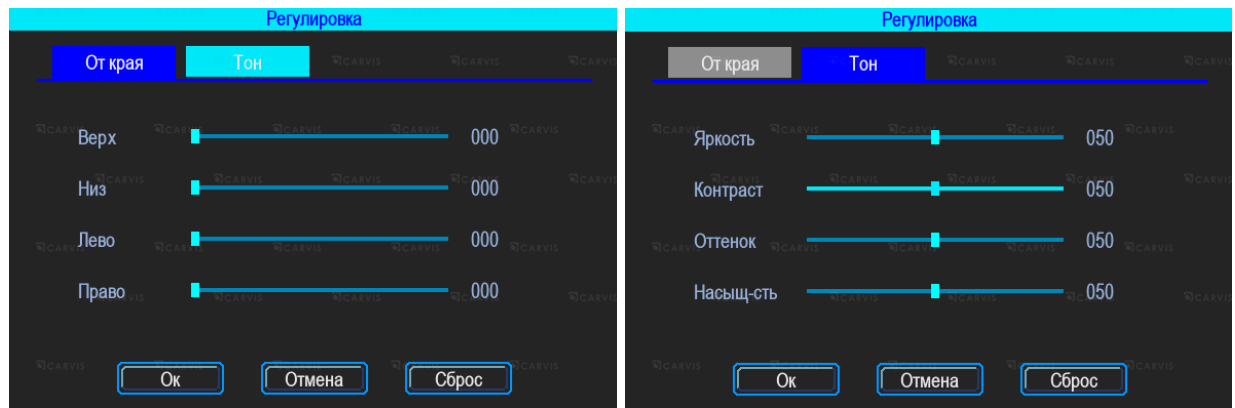 Регулировка
От края Тон
Верх 000
Низ 000
Лево 000
Право 000
Ок Отмена Сброс
Регулировка
От края Тон
Яркость 050
Контраст 050
Оттенок 050
Насыщ-сть 050
Ок Отмена Сброс
CARVIS